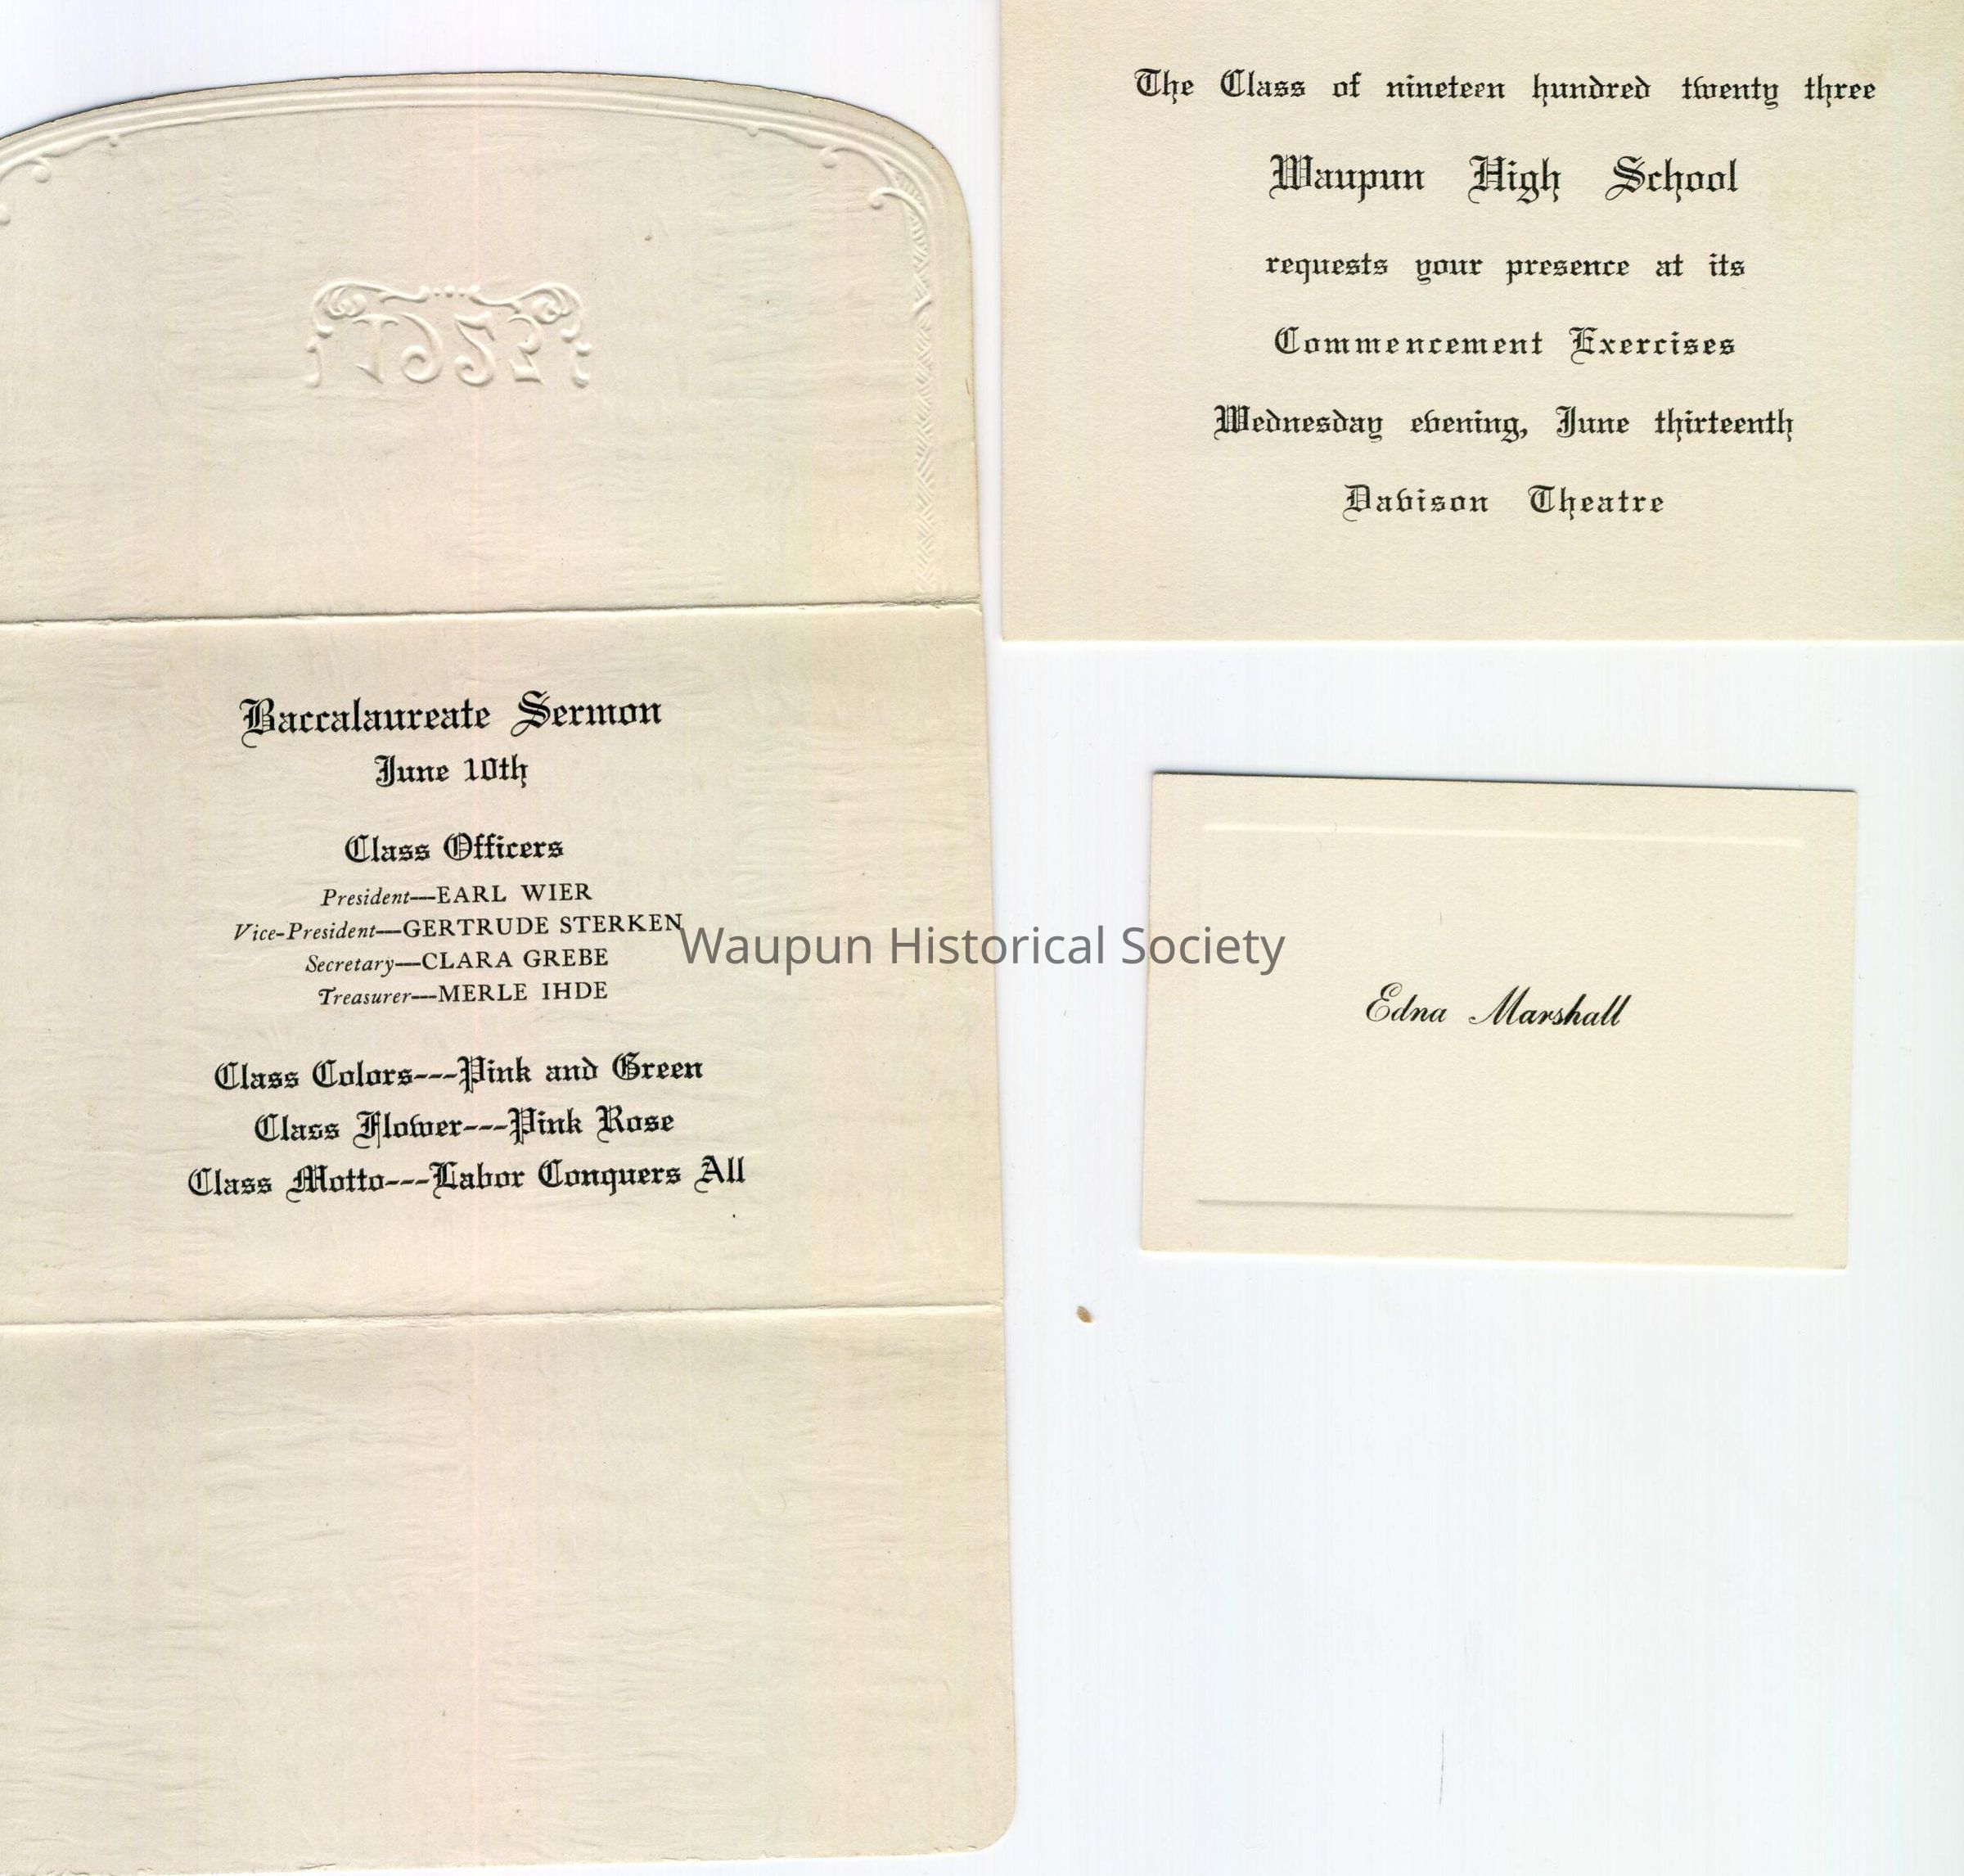 1923
Baccalaureate Sermon
June 10th
Class Officers
President—EARL WIER
Vice-President—GERTRUDE STERKEN
Secretary—CLARA GREBE
Treasurer—MERLE IHDE
Class Colors---Pink and Green
Class Flower---Pink Rose
Class Motto---Labor Conquers All
The Class of nineteen hundred twenty three
Waupun High School
requests your presence at its
Commencement Exercises
Wednesday evening, June thirteenth
Davison Theatre
Edna Marshall
Waupun Historical Society